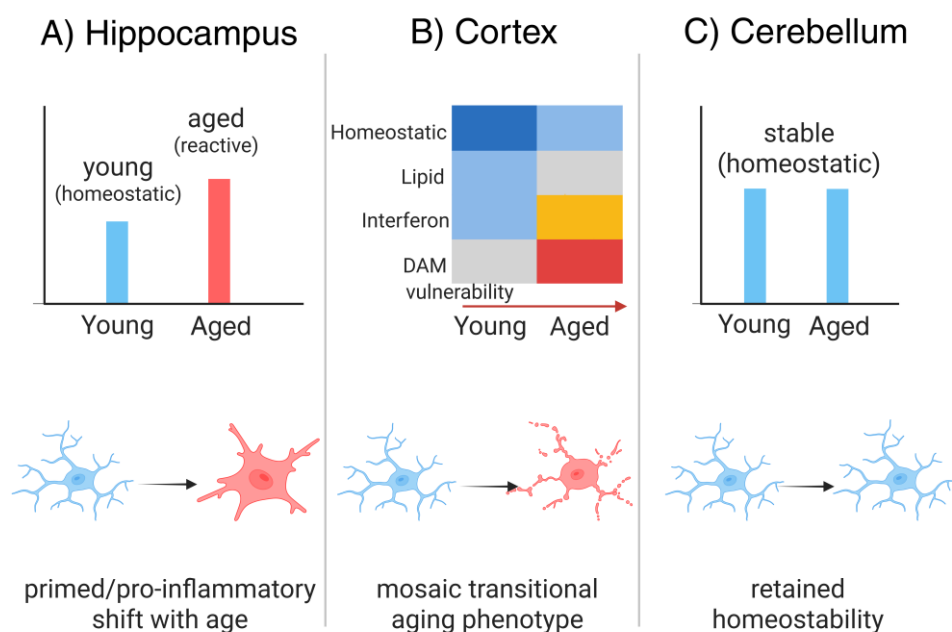 A) Hippocampus
young
(homeostatic)
aged
(reactive)
Young
Aged
primed/pro-inflammatory
shift with age
B) Cortex
Homeostatic
Lipid
Interferon
DAM
vulnerability
Young
Aged
mosaic transitional
aging phenotype
C) Cerebellum
stable
(homeostatic)
Young
Aged
retained
homeostability